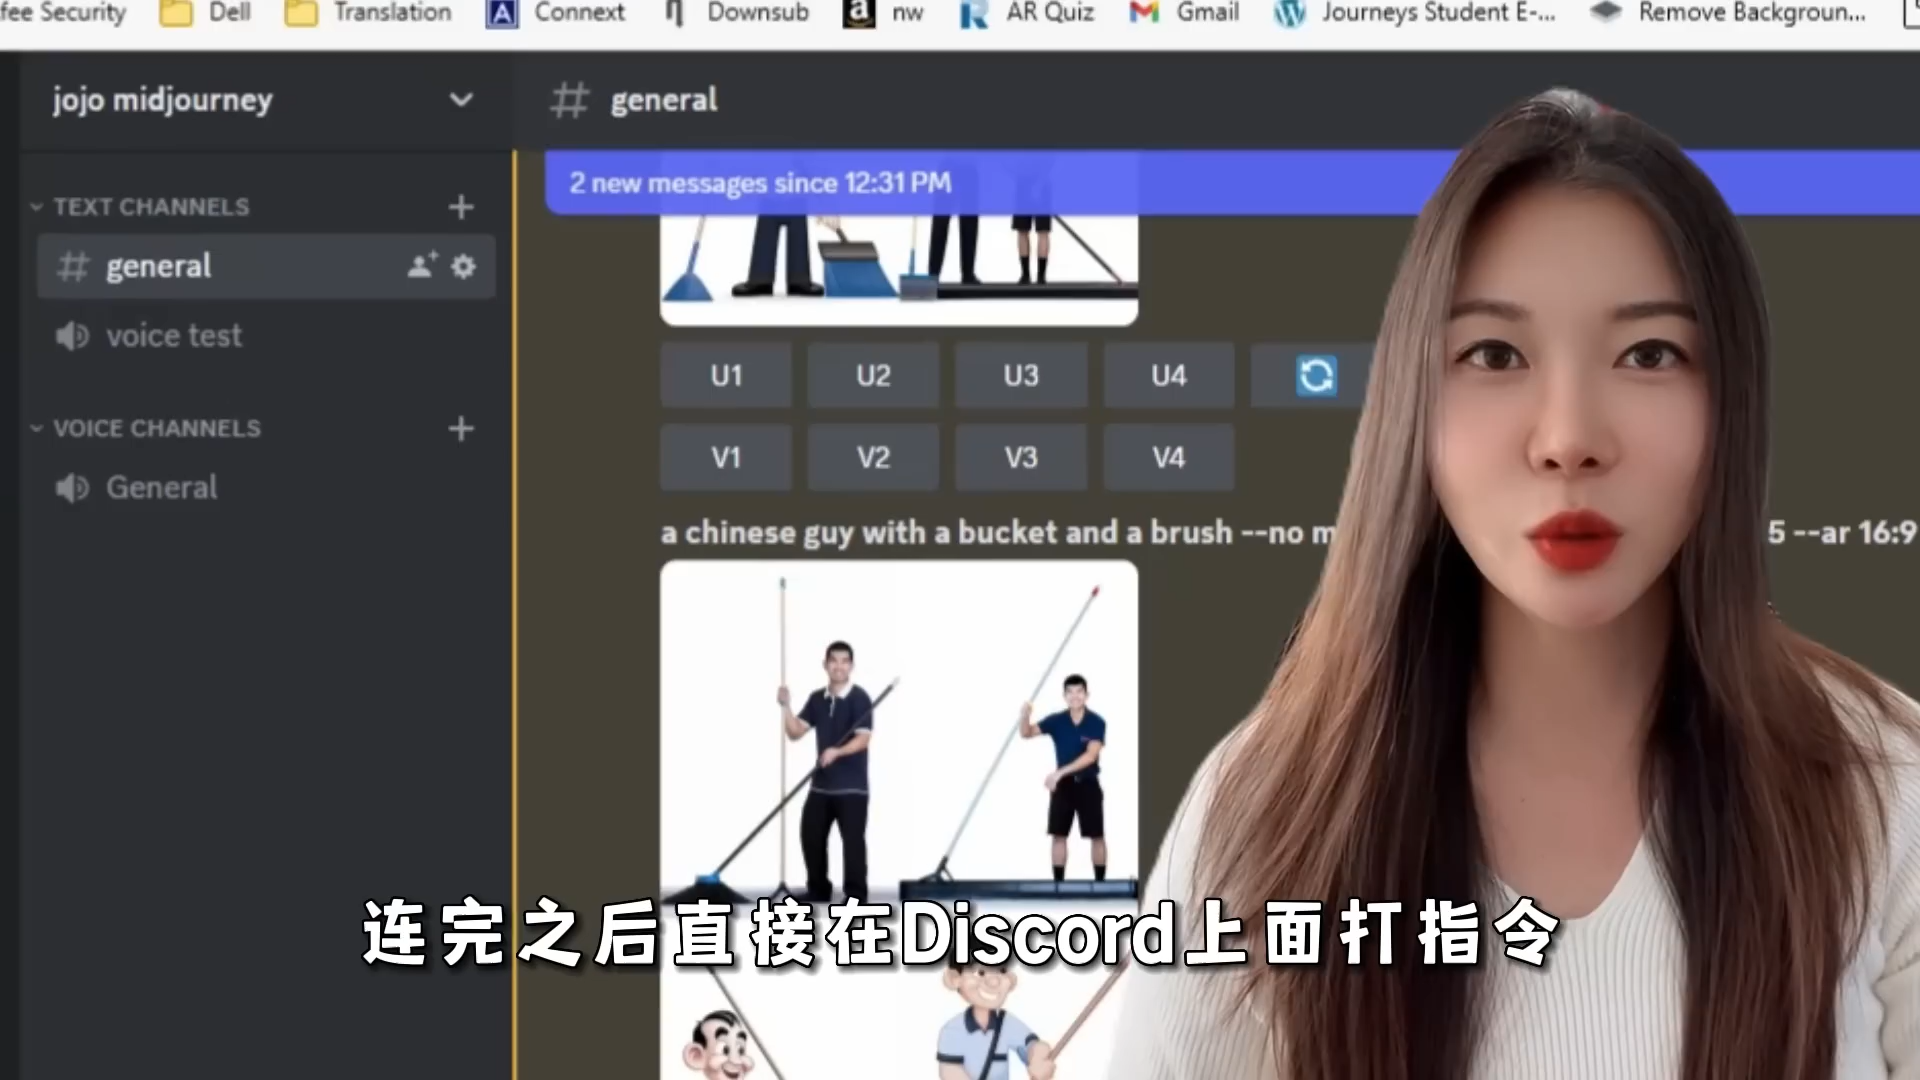 fee Security Dell Translation Connext Downsub nw AR Quiz Gmail Journeys Student E-... Remove Backgroun...
jojo midjourney
# general
2 new messages since 12:31 PM
TEXT CHANNELS
# general
voice test
VOICE CHANNELS
General
U1 U2 U3 U4
V1 V2 V3 V4
a chinese guy with a bucket and a brush --no m 5 --ar 16:9
连完之后直接在Discord上面打指令